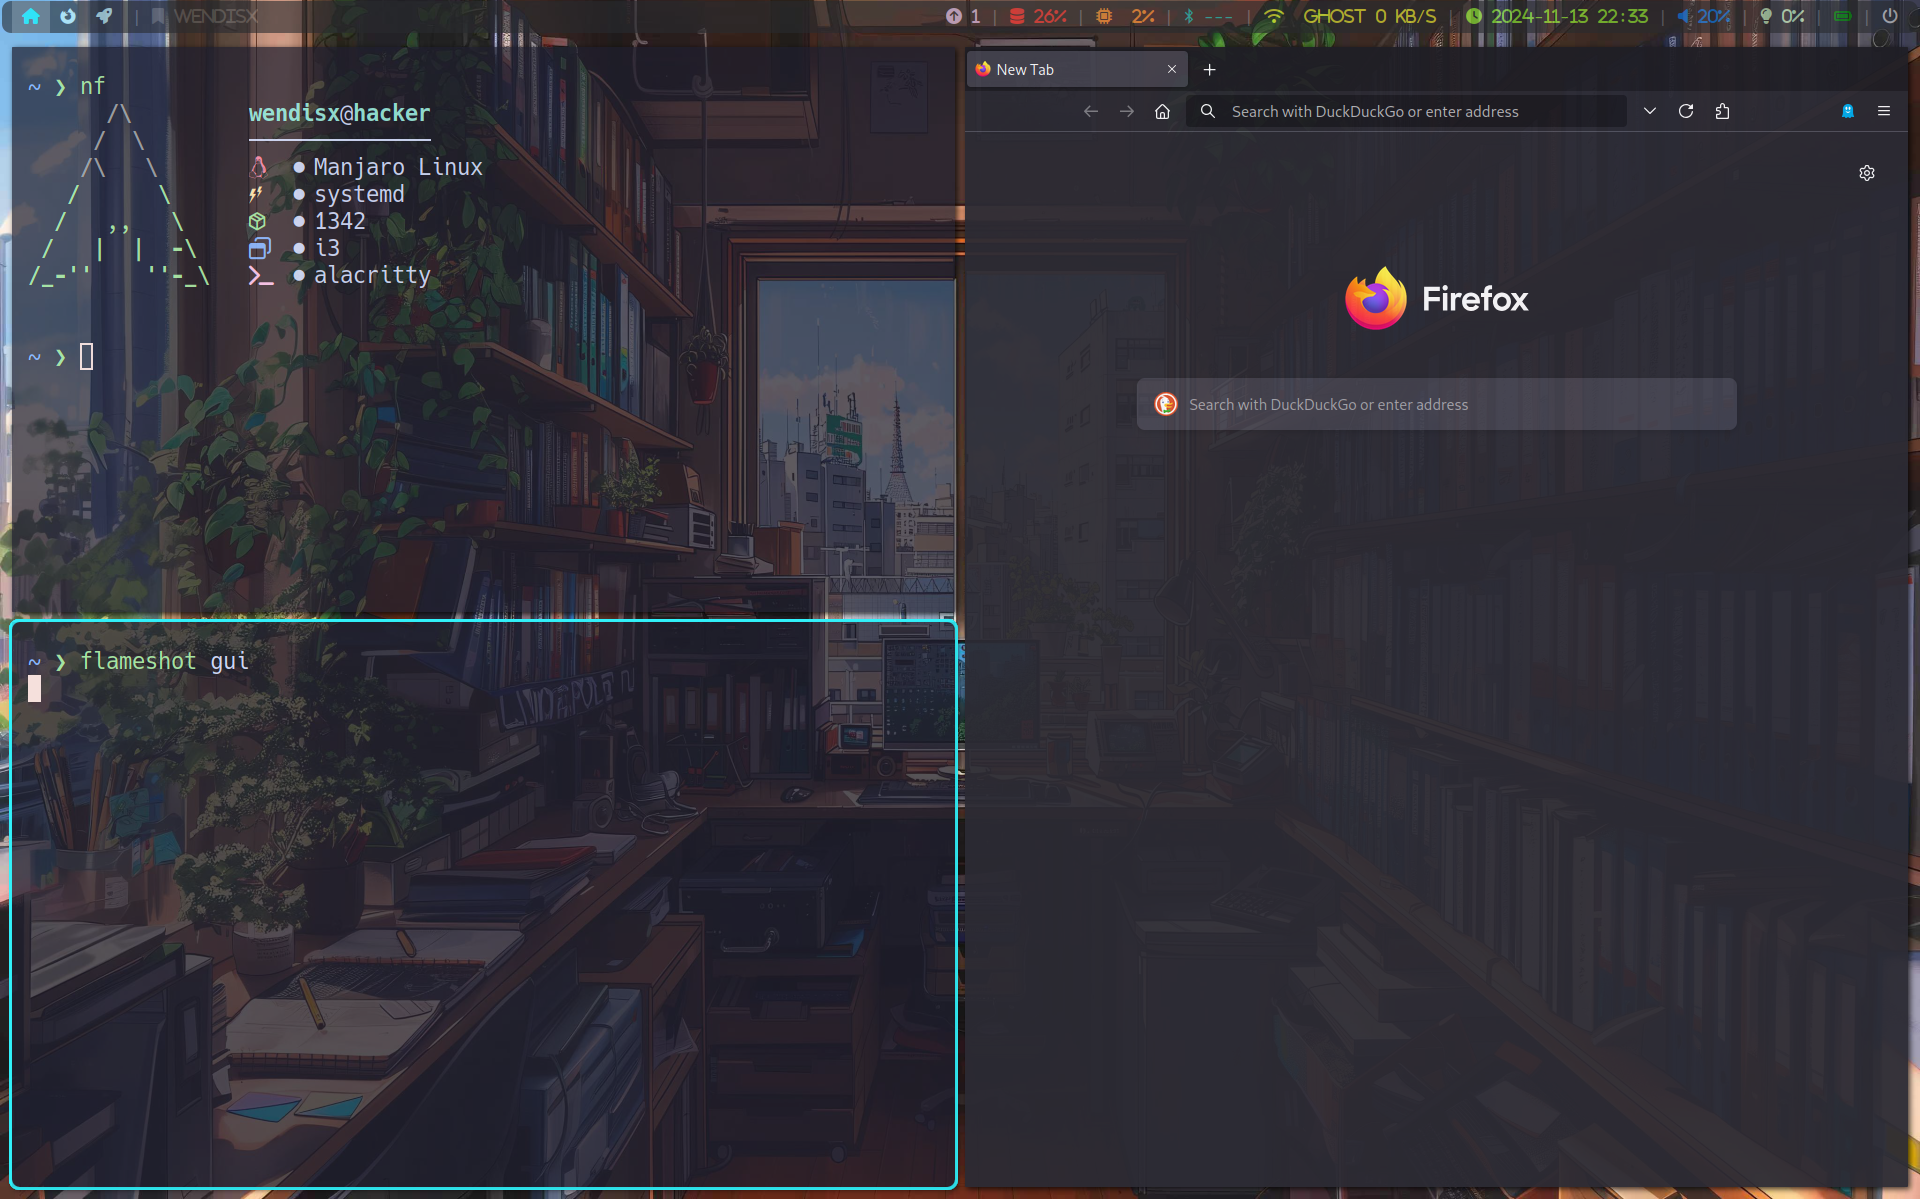 WENDISX
1 | 26% | 2% | --- | GHOST 0 KB/S | 2024-11-13 22:33 | 20% | 0%
~ ❯ nf
wendisx@hacker
● Manjaro Linux
● systemd
● 1342
● i3
● alacritty
~ ❯
~ ❯ flameshot gui
New Tab
Search with DuckDuckGo or enter address
Firefox
Search with DuckDuckGo or enter address